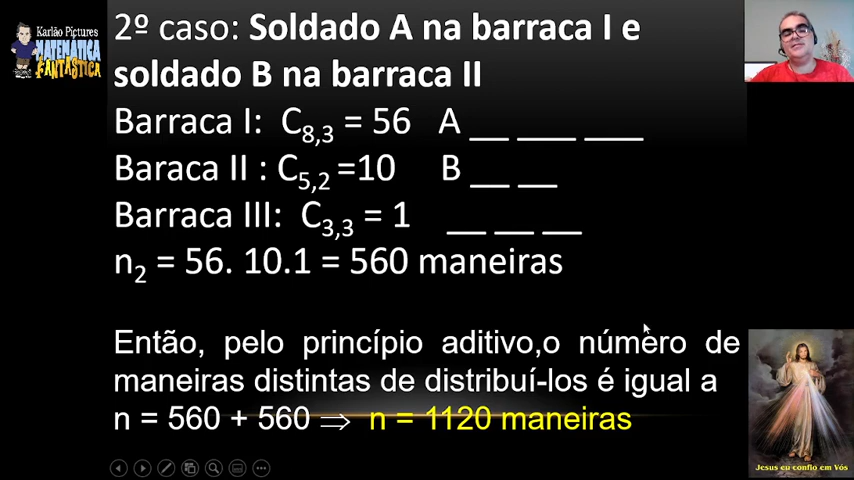 Karlão Pictures
MATEMÁTICA
FANTÁSTICA
2º caso: Soldado A na barraca I e
soldado B na barraca II
Barraca I: C8,3 = 56 A __ ___ ___
Baraca II : C5,2 =10 B __ __
Barraca III: C3,3 = 1 __ __ __
n2 = 56. 10.1 = 560 maneiras
Então, pelo princípio aditivo,o número de
maneiras distintas de distribuí-los é igual a
n = 560 + 560 ⇒ n = 1120 maneiras
Jesus eu confio em Vós